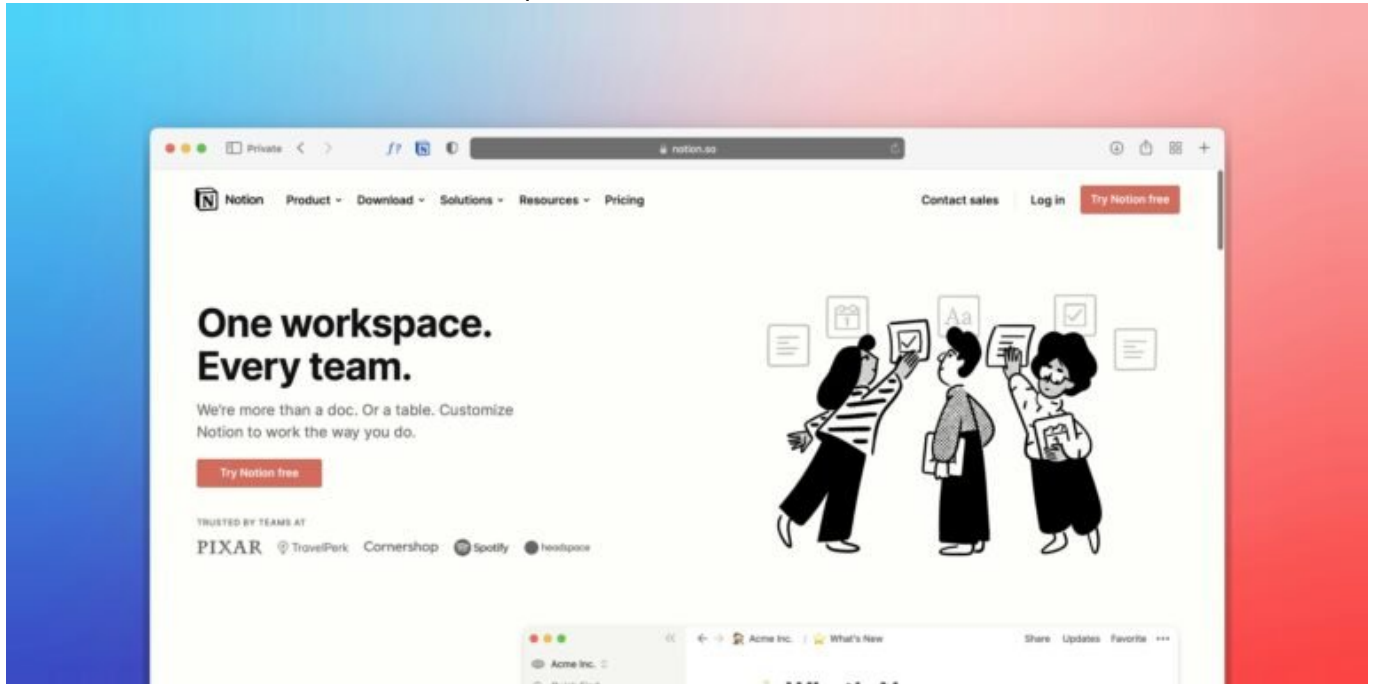 Private
notion.so
Notion Product Download Solutions Resources Pricing
Contact sales Log in Try Notion free
One workspace.
Every team.
We're more than a doc. Or a table. Customize
Notion to work the way you do.
Try Notion free
TRUSTED BY TEAMS AT
PIXAR TravelPerk Cornershop Spotify headspace
Aa
1
Acme Inc. / What's New
Share Updates Favorite
Acme Inc.